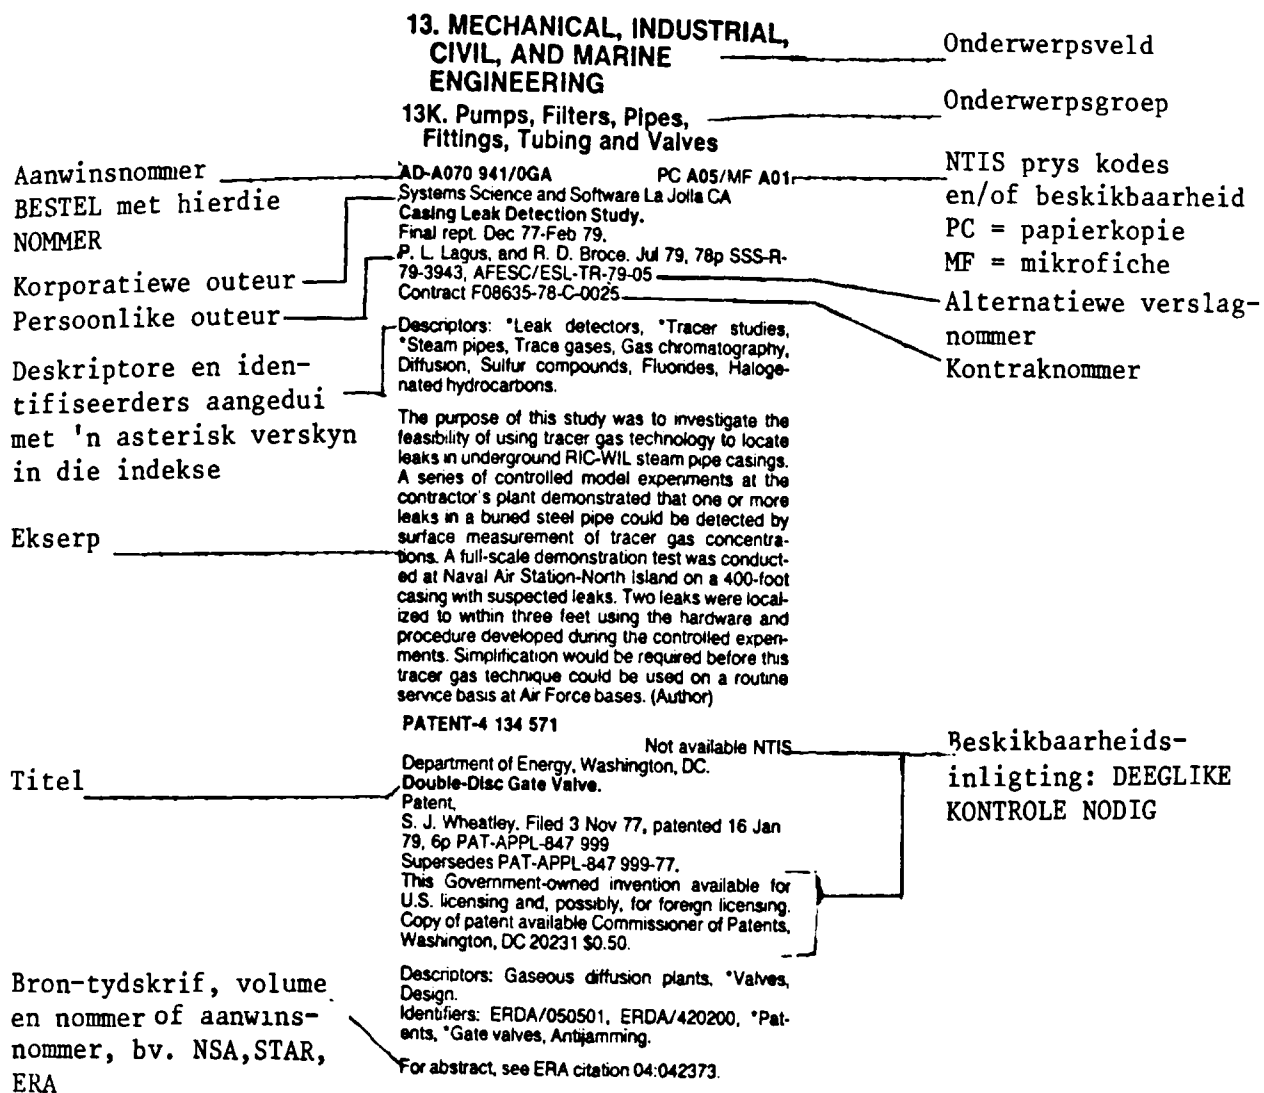 13. MECHANICAL, INDUSTRIAL,
CIVIL, AND MARINE
ENGINEERING
Onderwerpsveld
13K. Pumps, Filters, Pipes,
Fittings, Tubing and Valves
Onderwerpsgroep
Aanwinsnommer
BESTEL met hierdie
NOMMER
AD-A070 941/0GA PC A05/MF A01
NTIS prys kodes
en/of beskikbaarheid
PC = papierkopie
MF = mikrofiche
Systems Science and Software La Jolla CA
Casing Leak Detection Study.
Final rept. Dec 77-Feb 79.
P. L. Lagus, and R. D. Broce. Jul 79, 78p SSS-R-
79-3943, AFESC/ESL-TR-79-05
Contract F08635-78-C-0025
Korporatiewe outeur
Persoonlike outeur
Alternatiewe verslag-
nommer
Kontraknommer
Descriptors: *Leak detectors, *Tracer studies,
*Steam pipes, Trace gases, Gas chromatography,
Diffusion, Sulfur compounds, Fluorides, Haloge-
nated hydrocarbons.
Deskriptore en iden-
tifiseerders aangedui
met 'n asterisk verskyn
in die indekse
The purpose of this study was to investigate the
feasibility of using tracer gas technology to locate
leaks in underground RIC-WIL steam pipe casings.
A series of controlled model experiments at the
contractor's plant demonstrated that one or more
leaks in a buried steel pipe could be detected by
surface measurement of tracer gas concentra-
tions. A full-scale demonstration test was conduct-
ed at Naval Air Station-North Island on a 400-foot
casing with suspected leaks. Two leaks were local-
ized to within three feet using the hardware and
procedure developed during the controlled experi-
ments. Simplification would be required before this
tracer gas technique could be used on a routine
service basis at Air Force bases. (Author)
Ekserp
PATENT-4 134 571
Not available NTIS
Department of Energy, Washington, DC.
Double-Disc Gate Valve.
Patent,
S. J. Wheatley. Filed 3 Nov 77, patented 16 Jan
79, 6p PAT-APPL-847 999
Supersedes PAT-APPL-847 999-77.
This Government-owned invention available for
U.S. licensing and, possibly, for foreign licensing.
Copy of patent available Commissioner of Patents,
Washington, DC 20231 $0.50.
Titel
Beskikbaarheids-
inligting: DEEGLIKE
KONTROLE NODIG
Descriptors: Gaseous diffusion plants, *Valves,
Design.
Identifiers: ERDA/050501, ERDA/420200, *Pat-
ents, *Gate valves, Antijamming.
For abstract, see ERA citation 04:042373.
Bron-tydskrif, volume
en nommer of aanwins-
nommer, bv. NSA,STAR,
ERA